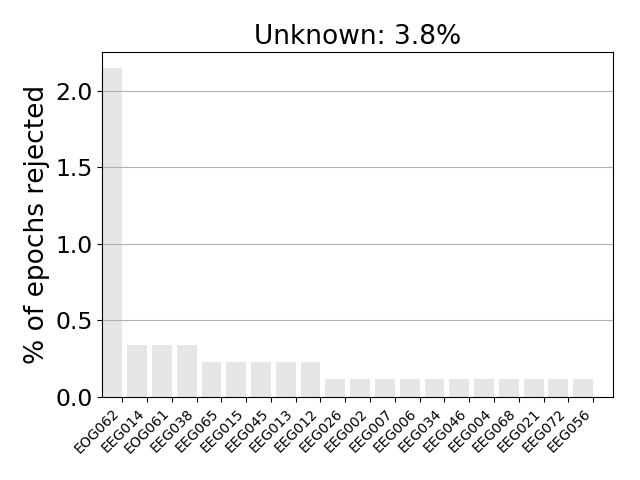 Unknown: 3.8%
% of epochs rejected
2.0
1.5
1.0
0.5
0.0
EOG062
EEG014
EOG061
EEG038
EEG065
EEG015
EEG045
EEG013
EEG012
EEG026
EEG002
EEG007
EEG006
EEG034
EEG046
EEG004
EEG068
EEG021
EEG072
EEG056